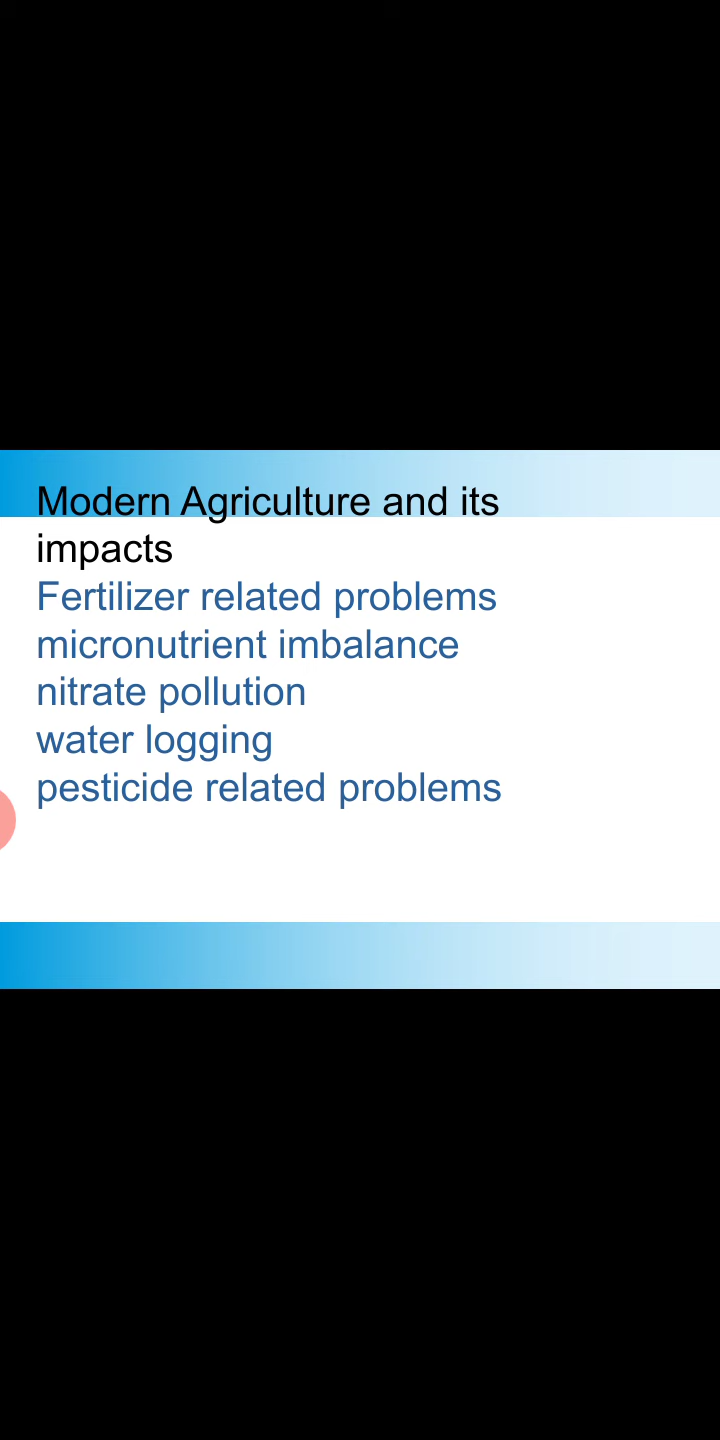 Modern Agriculture and its
impacts
Fertilizer related problems
micronutrient imbalance
nitrate pollution
water logging
pesticide related problems